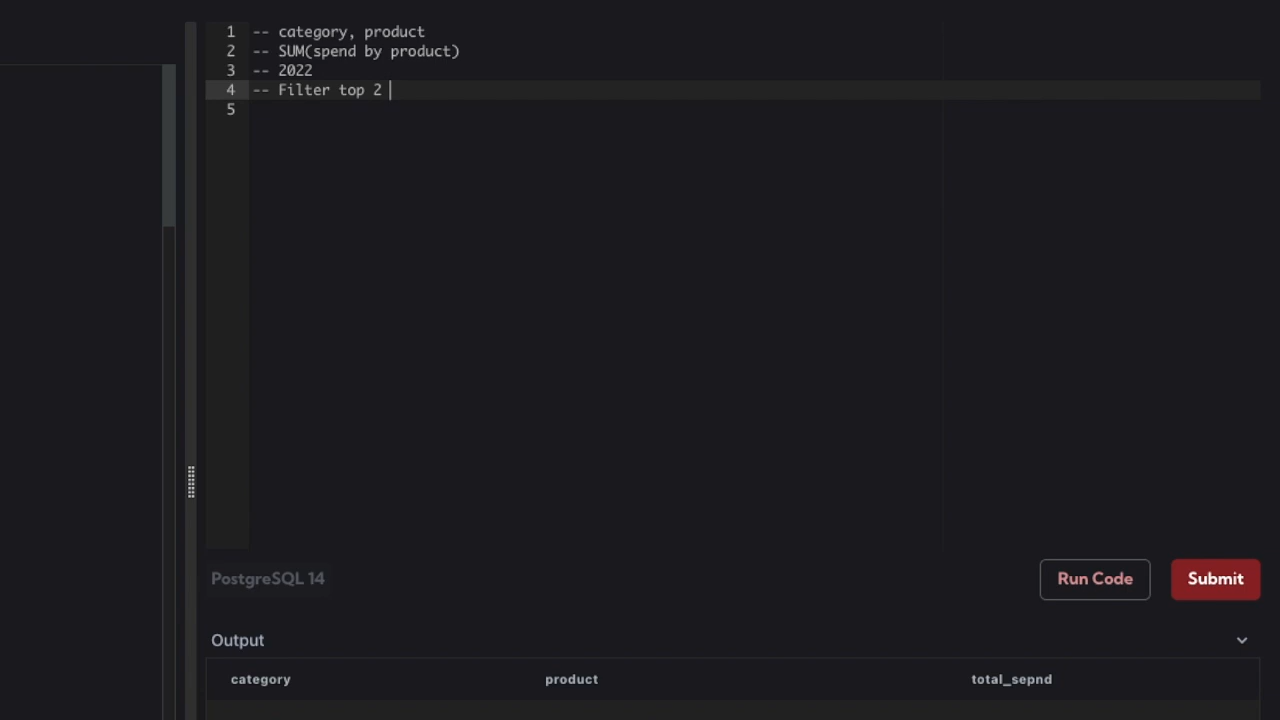 1 -- category, product
2 -- SUM(spend by product)
3 -- 2022
4 -- Filter top 2
5
PostgreSQL 14
Run Code
Submit
Output
category product total_sepnd